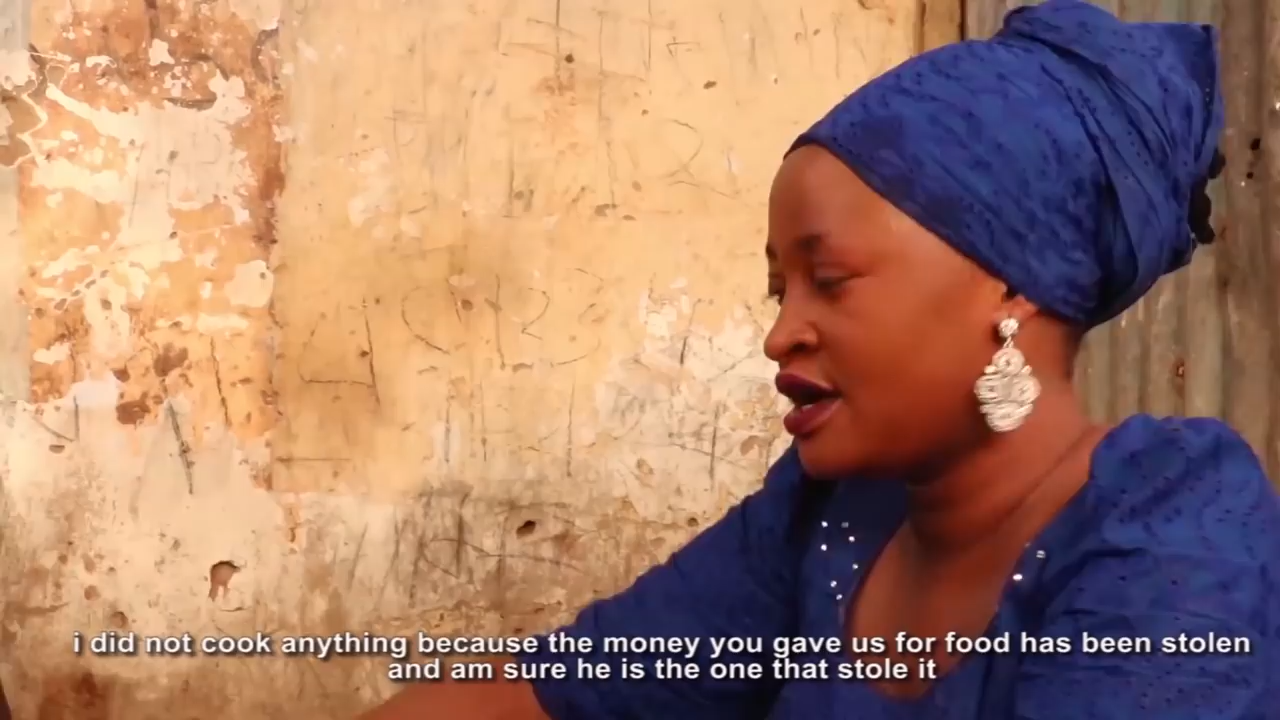 i did not cook anything because the money you gave us for food has been stolen
and am sure he is the one that stole it